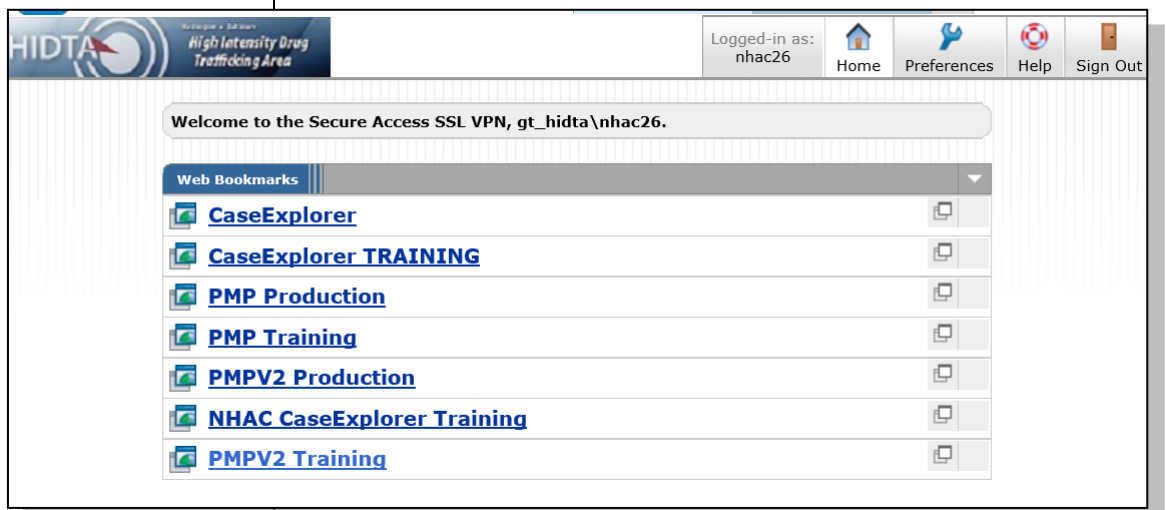 HIDTA
High Intensity Drug
Trafficking Area
Logged-in as:
nhac26
Home
Preferences
Help
Sign Out
Welcome to the Secure Access SSL VPN, gt_hidta\nhac26.
Web Bookmarks
CaseExplorer
CaseExplorer TRAINING
PMP Production
PMP Training
PMPV2 Production
NHAC CaseExplorer Training
PMPV2 Training